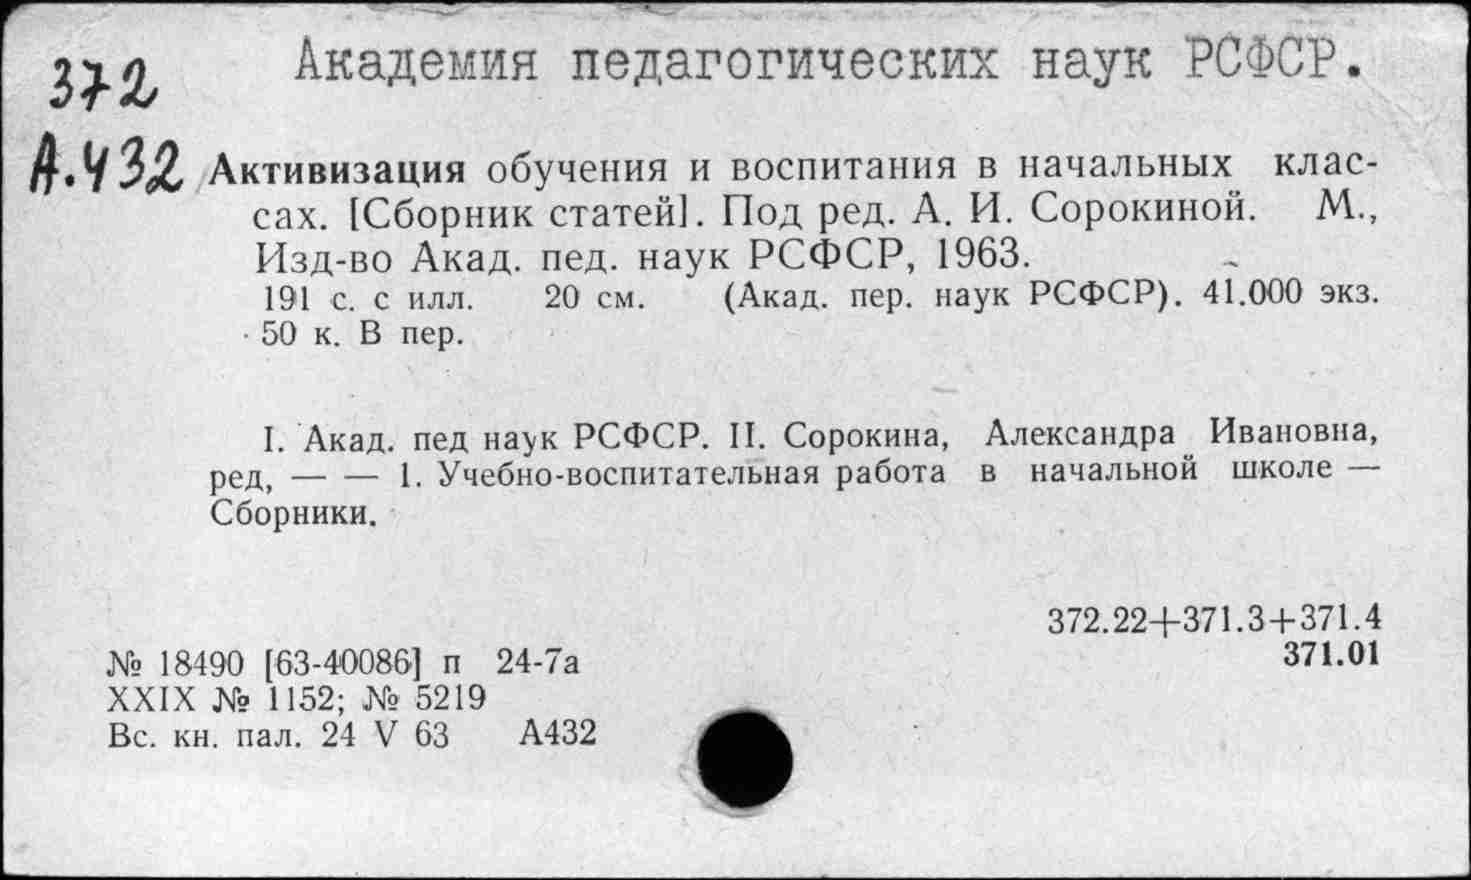 372
Академия педагогических наук РСФСР.
А.432
Активизация обучения и воспитания в начальных клас-
сах. [Сборник статей]. Под ред. А. И. Сорокиной. М.,
Изд-во Акад. пед. наук РСФСР, 1963.
191 с. с илл. 20 см. (Акад. пер. наук РСФСР). 41.000 экз.
50 к. В пер.
I. Акад. пед наук РСФСР. II. Сорокина, Александра Ивановна,
ред, — — 1. Учебно-воспитательная работа в начальной школе —
Сборники.
372.22+371.3+371.4
371.01
№ 18490 [63-40086] п 24-7а
XXIX № 1152; № 5219
Вс. кн. пал. 24 V 63 А432